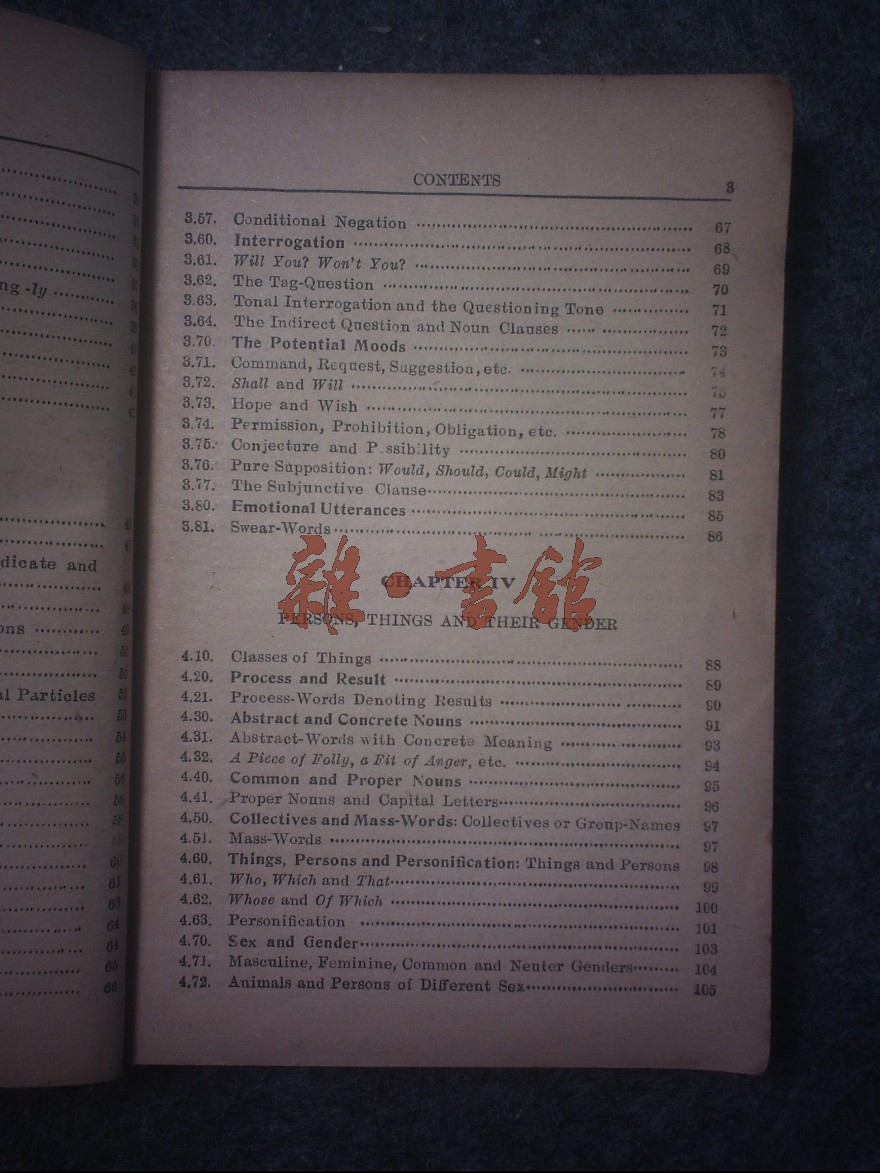 ng -ly
dicate and
ons
al Particles
CONTENTS 3
3.57. Conditional Negation 67
3.60. Interrogation 68
3.61. Will You? Won't You? 69
3.62. The Tag-Question 70
3.63. Tonal Interrogation and the Questioning Tone 71
3.64. The Indirect Question and Noun Clauses 72
3.70. The Potential Moods 73
3.71. Command, Request, Suggestion, etc. 74
3.72. Shall and Will 75
3.73. Hope and Wish 77
3.74. Permission, Prohibition, Obligation, etc. 78
3.75. Conjecture and P ssibility 80
3.76. Pure Supposition: Would, Should, Could, Might 81
3.77. The Subjunctive Clause 83
3.80. Emotional Utterances 85
3.81. Swear-Words 86
雜·書館
CHAPTER IV
PERSONS, THINGS AND THEIR GENDER
4.10. Classes of Things 88
4.20. Process and Result 89
4.21. Process-Words Denoting Results 90
4.30. Abstract and Concrete Nouns 91
4.31. Abstract-Words with Concrete Meaning 93
4.32. A Piece of Folly, a Fit of Anger, etc. 94
4.40. Common and Proper Nouns 95
4.41. Proper Nouns and Capital Letters 96
4.50. Collectives and Mass-Words: Collectives or Group-Names 97
4.51. Mass-Words 97
4.60. Things, Persons and Personification: Things and Persons 98
4.61. Who, Which and That 99
4.62. Whose and Of Which 100
4.63. Personification 101
4.70. Sex and Gender 103
4.71. Masculine, Feminine, Common and Neuter Genders 104
4.72. Animals and Persons of Different Sex 105